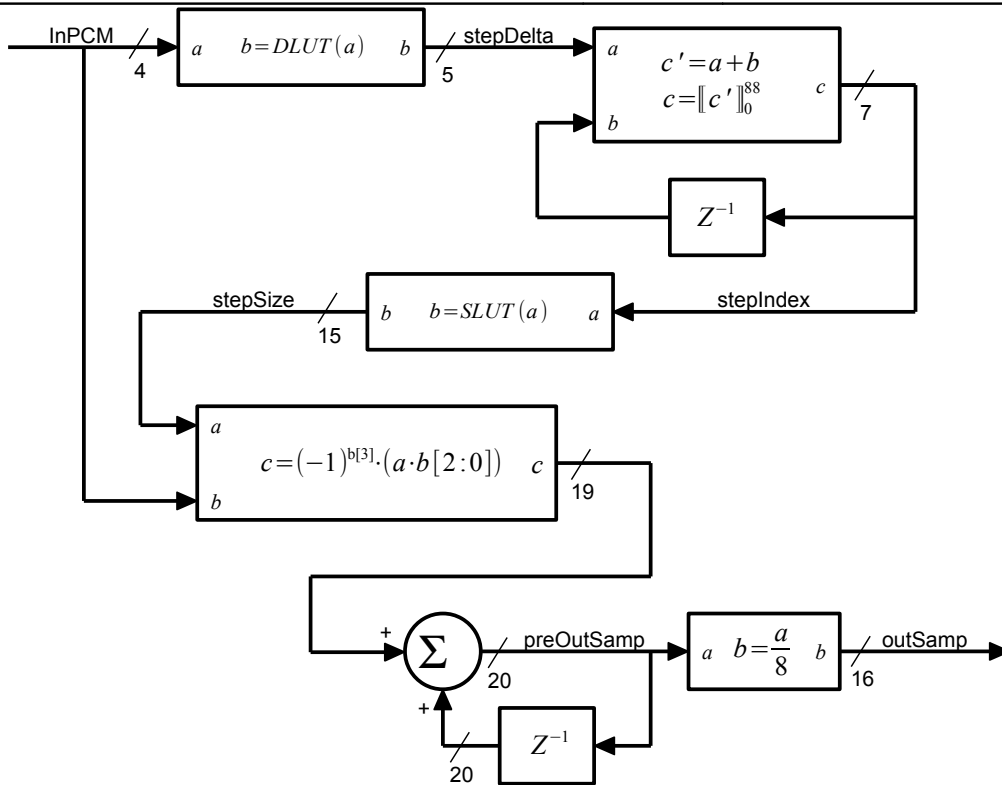 InPCM
4
a b=DLUT(a) b
stepDelta
5
a
c'=a+b
c=⟦c'⟧₀⁸⁸
c
b
7
Z⁻¹
stepSize
15
b b=SLUT(a) a
stepIndex
a
c=(−1)ᵇ[³]·(a·b[2:0]) c
b
19
+
Σ
preOutSamp
20
a b=a/8 b
outSamp
16
+
Z⁻¹
20